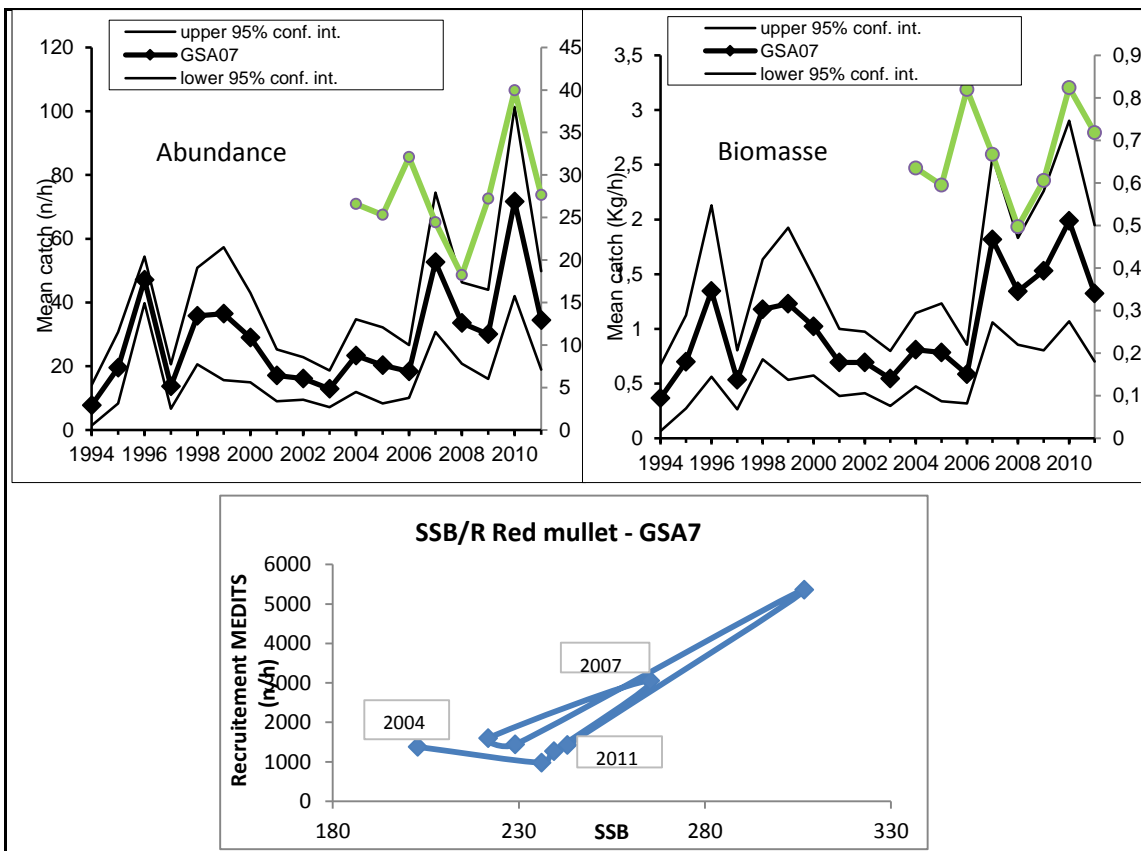 upper 95% conf. int.
GSA07
lower 95% conf. int.
Abundance
Mean catch (n/h)
120
100
80
60
40
20
0
45
40
35
30
25
20
15
10
5
0
1994 1996 1998 2000 2002 2004 2006 2008 2010
upper 95% conf. int.
GSA07
lower 95% conf. int.
Biomasse
Mean catch (Kg/h)
3,5
3
2,5
2
1,5
1
0,5
0
0,9
0,8
0,7
0,6
0,5
0,4
0,3
0,2
0,1
0
1994 1996 1998 2000 2002 2004 2006 2008 2010
SSB/R Red mullet - GSA7
Recruitement MEDITS
(n/h)
6000
5000
4000
3000
2000
1000
0
2007
2004
2011
180 230 280 330
SSB